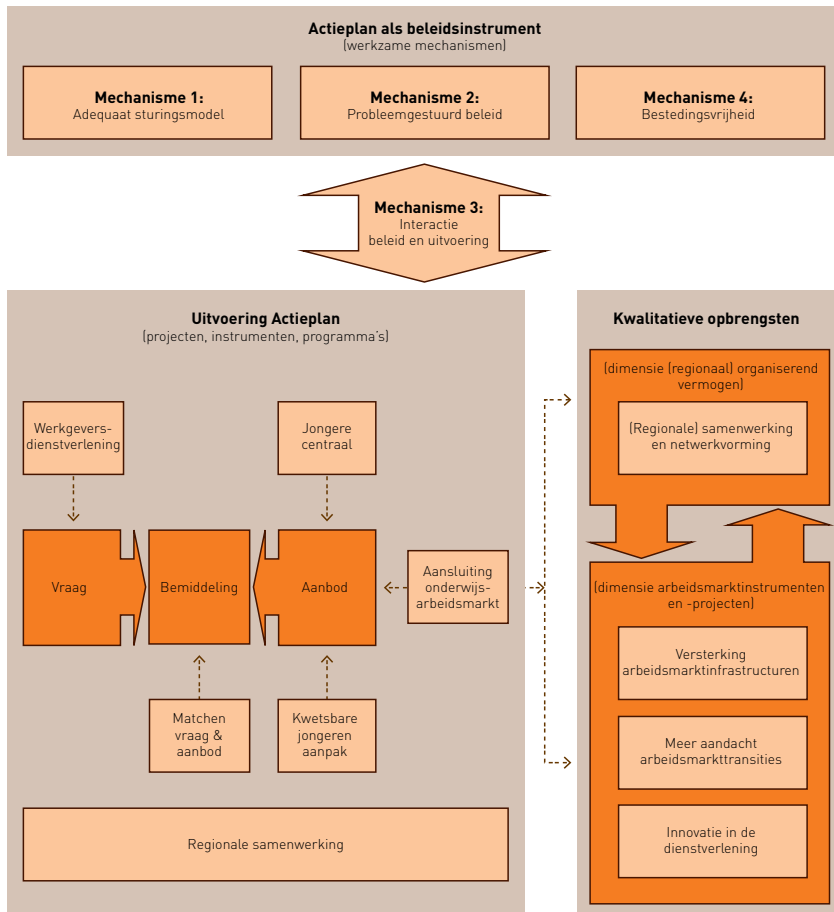 Actieplan als beleidsinstrument
(werkzame mechanismen)
Mechanisme 1:
Adequaat sturingsmodel
Mechanisme 2:
Probleemgestuurd beleid
Mechanisme 4:
Bestedingsvrijheid
Mechanisme 3:
Interactie
beleid en uitvoering
Uitvoering Actieplan
(projecten, instrumenten, programma's)
Werkgevers-
dienstverlening
Jongere
centraal
Vraag
Bemiddeling
Aanbod
Aansluiting
onderwijs-
arbeidsmarkt
Matchen
vraag &
aanbod
Kwetsbare
jongeren
aanpak
Regionale samenwerking
Kwalitatieve opbrengsten
(dimensie (regionaal) organiserend
vermogen)
(Regionale) samenwerking
en netwerkvorming
(dimensie arbeidsmarktinstrumenten
en -projecten)
Versterking
arbeidsmarktinfrastructuren
Meer aandacht
arbeidsmarkttransities
Innovatie in de
dienstverlening